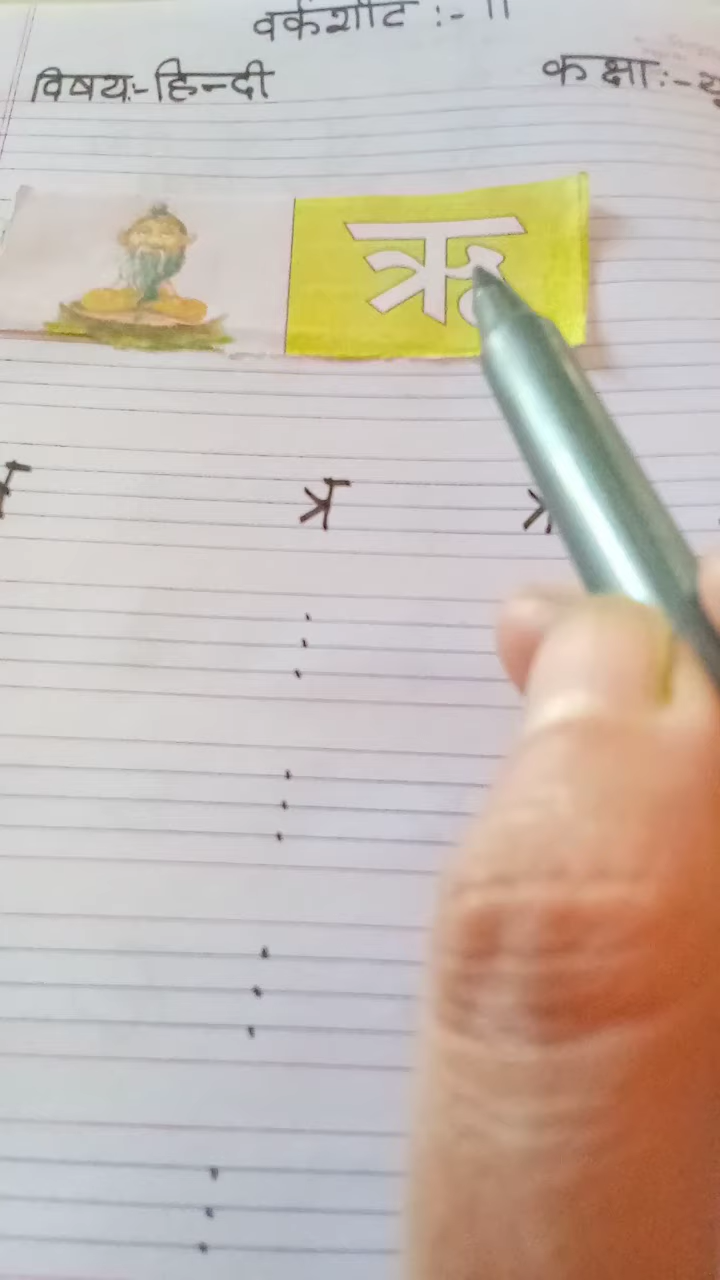 वर्कशीट :- 11
विषय:- हिन्दी कक्षा:-
ऋ